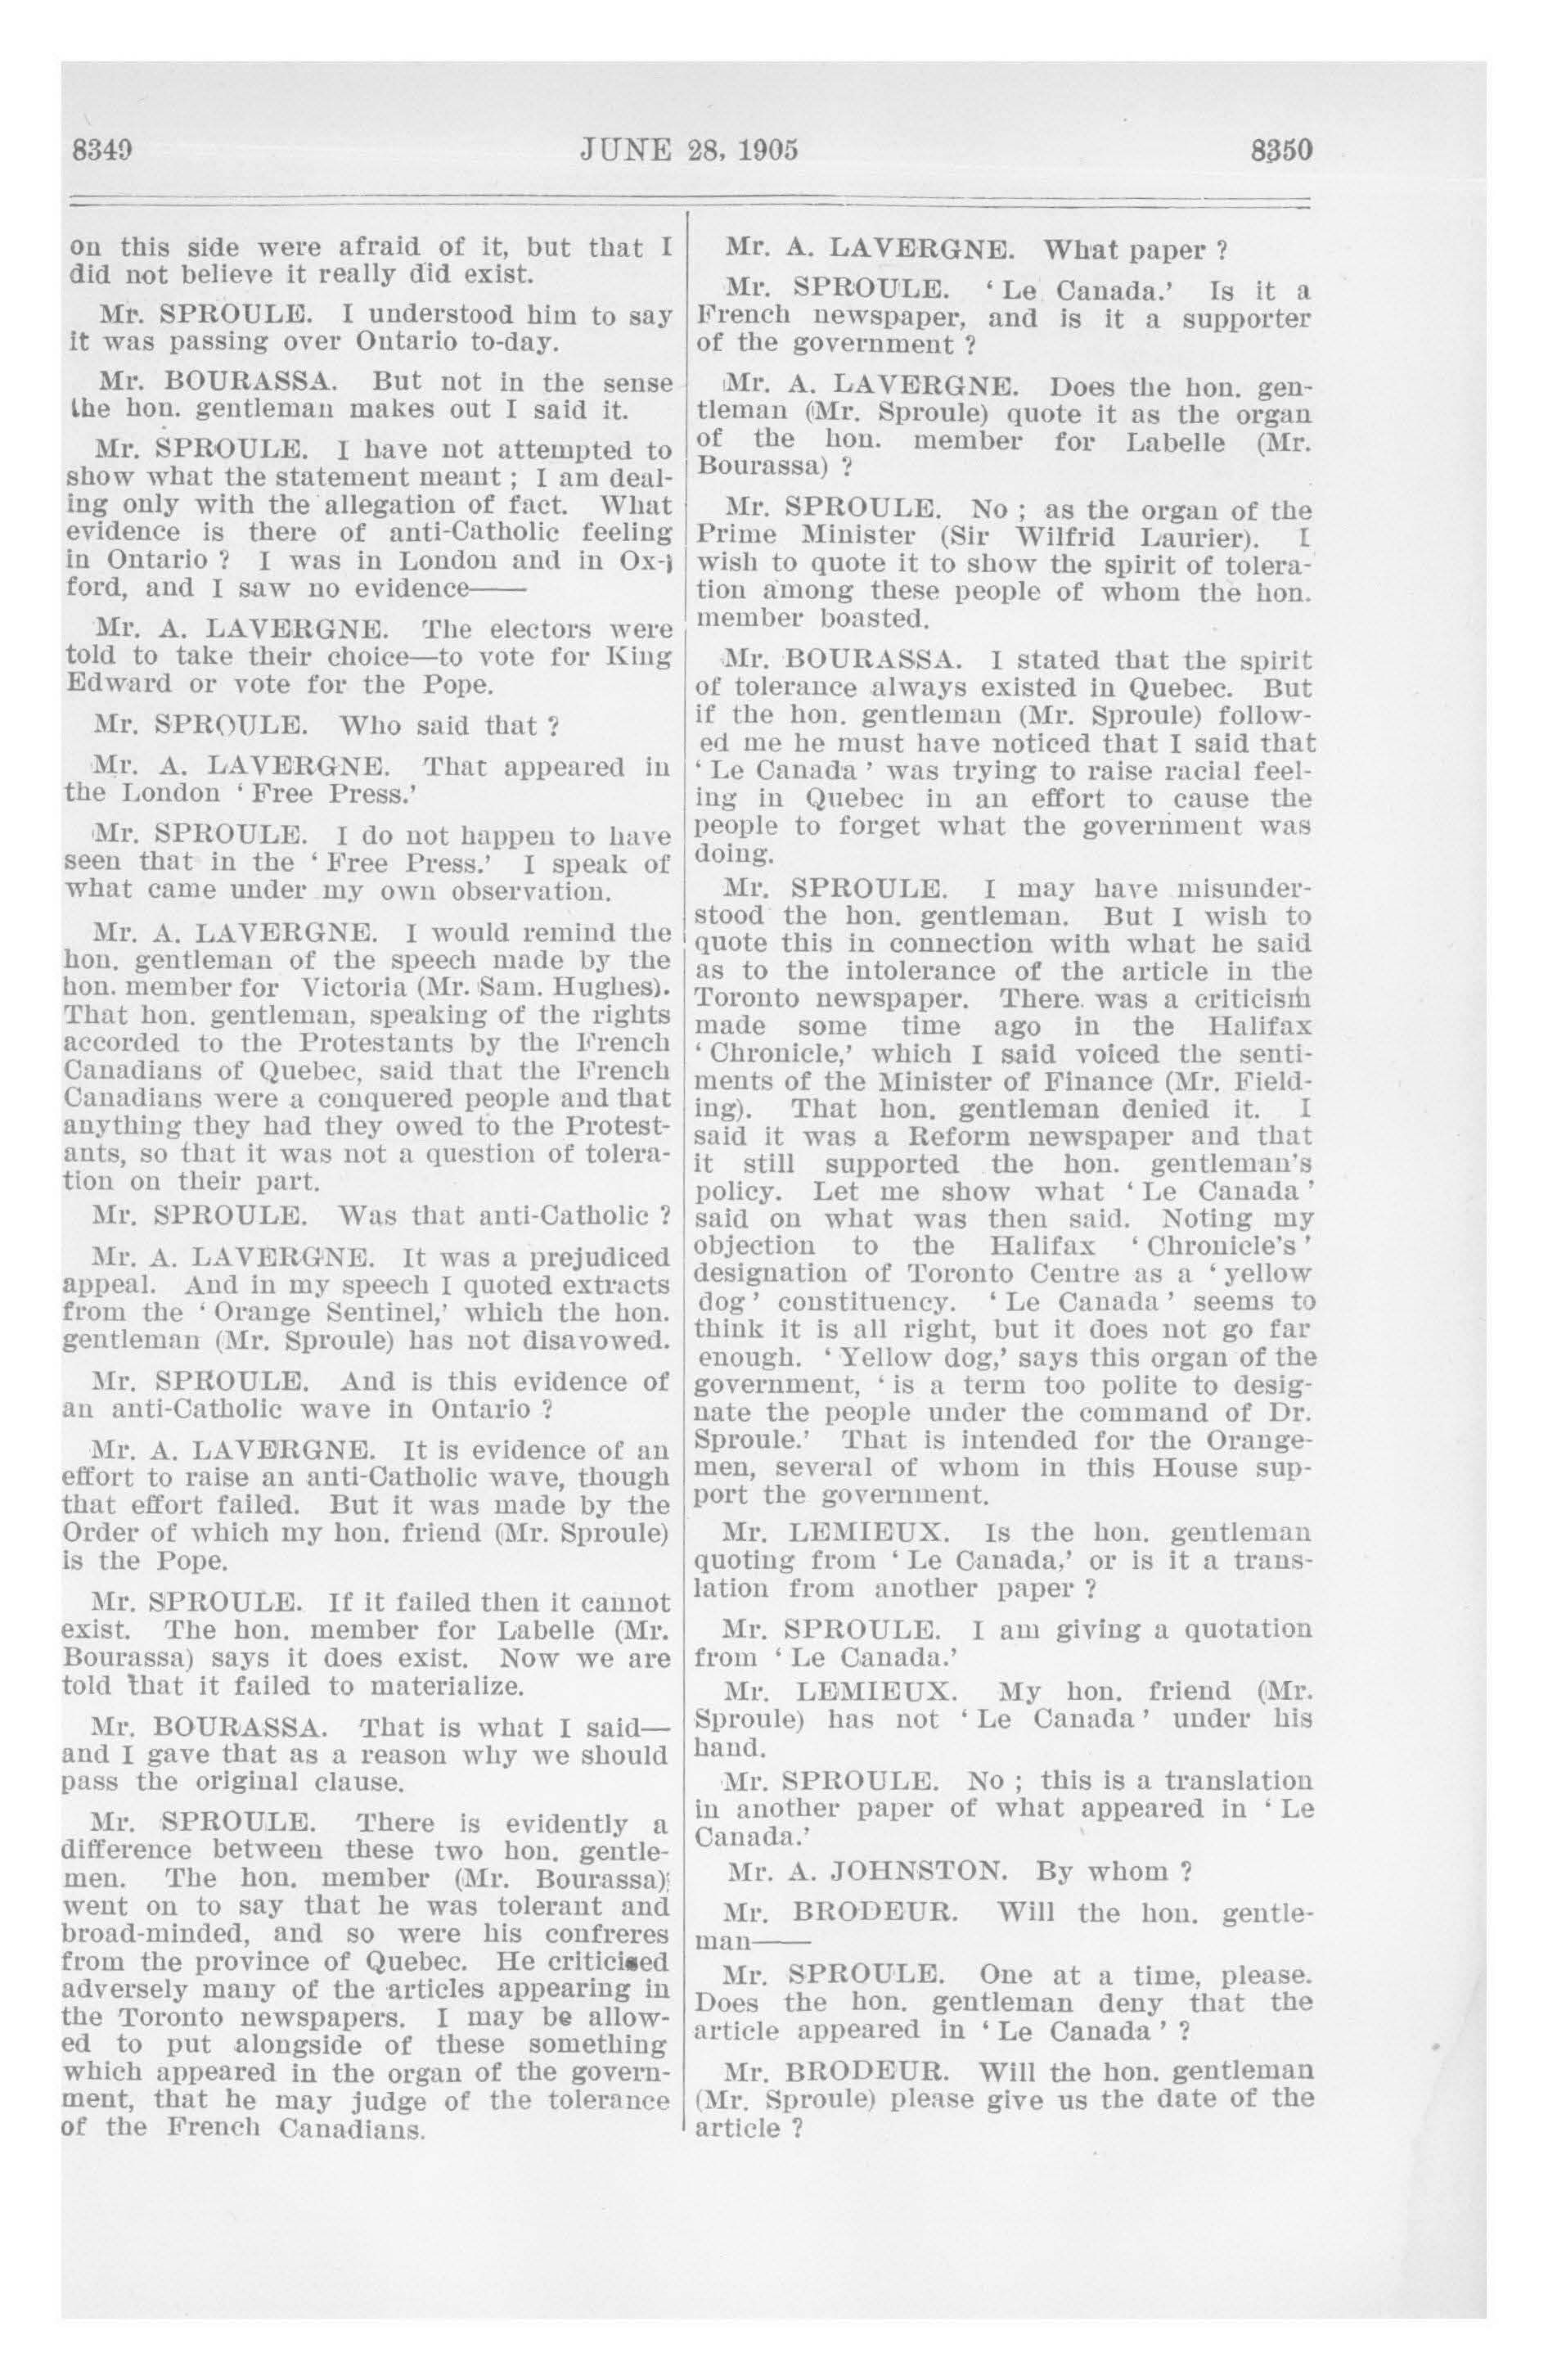 8349
JUNE 28, 1905
8350
on this side were afraid of it, but that I
did not believe it really did exist.
Mr. SPROULE. I understood him to say
it was passing over Ontario to-day.
Mr. BOURASSA. But not in the sense
the hon. gentleman makes out I said it.
Mr. SPROULE. I have not attempted to
show what the statement meant ; I am deal-
ing only with the allegation of fact. What
evidence is there of anti-Catholic feeling
in Ontario ? I was in London and in Ox-
ford, and I saw no evidence——
Mr. A. LAVERGNE. The electors were
told to take their choice—to vote for King
Edward or vote for the Pope.
Mr. SPROULE. Who said that ?
Mr. A. LAVERGNE. That appeared in
the London ‘ Free Press.’
Mr. SPROULE. I do not happen to have
seen that in the ‘ Free Press.’ I speak of
what came under my own observation.
Mr. A. LAVERGNE. I would remind the
hon. gentleman of the speech made by the
hon. member for Victoria (Mr. Sam. Hughes).
That hon. gentleman, speaking of the rights
accorded to the Protestants by the French
Canadians of Quebec, said that the French
Canadians were a conquered people and that
anything they had they owed to the Protest-
ants, so that it was not a question of tolera-
tion on their part.
Mr. SPROULE. Was that anti-Catholic ?
Mr. A. LAVERGNE. It was a prejudiced
appeal. And in my speech I quoted extracts
from the ‘ Orange Sentinel,’ which the hon.
gentleman (Mr. Sproule) has not disavowed.
Mr. SPROULE. And is this evidence of
an anti-Catholic wave in Ontario ?
Mr. A. LAVERGNE. It is evidence of an
effort to raise an anti-Catholic wave, though
that effort failed. But it was made by the
Order of which my hon. friend (Mr. Sproule)
is the Pope.
Mr. SPROULE. If it failed then it cannot
exist. The hon. member for Labelle (Mr.
Bourassa) says it does exist. Now we are
told that it failed to materialize.
Mr. BOURASSA. That is what I said—
and I gave that as a reason why we should
pass the original clause.
Mr. SPROULE. There is evidently a
difference between these two hon. gentle-
men. The hon. member (Mr. Bourassa)
went on to say that he was tolerant and
broad-minded, and so were his confreres
from the province of Quebec. He criticised
adversely many of the articles appearing in
the Toronto newspapers. I may be allow-
ed to put alongside of these something
which appeared in the organ of the govern-
ment, that he may judge of the tolerance
of the French Canadians.
Mr. A. LAVERGNE. What paper ?
Mr. SPROULE. ‘ Le Canada.’ Is it a
French newspaper, and is it a supporter
of the government ?
Mr. A. LAVERGNE. Does the hon. gen-
tleman (Mr. Sproule) quote it as the organ
of the hon. member for Labelle (Mr.
Bourassa) ?
Mr. SPROULE. No ; as the organ of the
Prime Minister (Sir Wilfrid Laurier). I
wish to quote it to show the spirit of tolera-
tion among these people of whom the hon.
member boasted.
Mr. BOURASSA. I stated that the spirit
of tolerance always existed in Quebec. But
if the hon. gentleman (Mr. Sproule) follow-
ed me he must have noticed that I said that
‘ Le Canada ’ was trying to raise racial feel-
ing in Quebec in an effort to cause the
people to forget what the government was
doing.
Mr. SPROULE. I may have misunder-
stood the hon. gentleman. But I wish to
quote this in connection with what he said
as to the intolerance of the article in the
Toronto newspaper. There was a criticism
made some time ago in the Halifax
‘ Chronicle,’ which I said voiced the senti-
ments of the Minister of Finance (Mr. Field-
ing). That hon. gentleman denied it. I
said it was a Reform newspaper and that
it still supported the hon. gentleman's
policy. Let me show what ‘ Le Canada ’
said on what was then said. Noting my
objection to the Halifax ‘ Chronicle's ’
designation of Toronto Centre as a ‘ yellow
dog ’ constituency. ‘ Le Canada ’ seems to
think it is all right, but it does not go far
enough. ‘ Yellow dog,’ says this organ of the
government, ‘ is a term too polite to desig-
nate the people under the command of Dr.
Sproule.’ That is intended for the Orange-
men, several of whom in this House sup-
port the government.
Mr. LEMIEUX. Is the hon. gentleman
quoting from ‘ Le Canada,’ or is it a trans-
lation from another paper ?
Mr. SPROULE. I am giving a quotation
from ‘ Le Canada.’
Mr. LEMIEUX. My hon. friend (Mr.
Sproule) has not ‘ Le Canada ’ under his
hand.
Mr. SPROULE. No ; this is a translation
in another paper of what appeared in ‘ Le
Canada.’
Mr. A. JOHNSTON. By whom ?
Mr. BRODEUR. Will the hon. gentle-
man——
Mr. SPROULE. One at a time, please.
Does the hon. gentleman deny that the
article appeared in ‘ Le Canada ’ ?
Mr. BRODEUR. Will the hon. gentleman
(Mr. Sproule) please give us the date of the
article ?